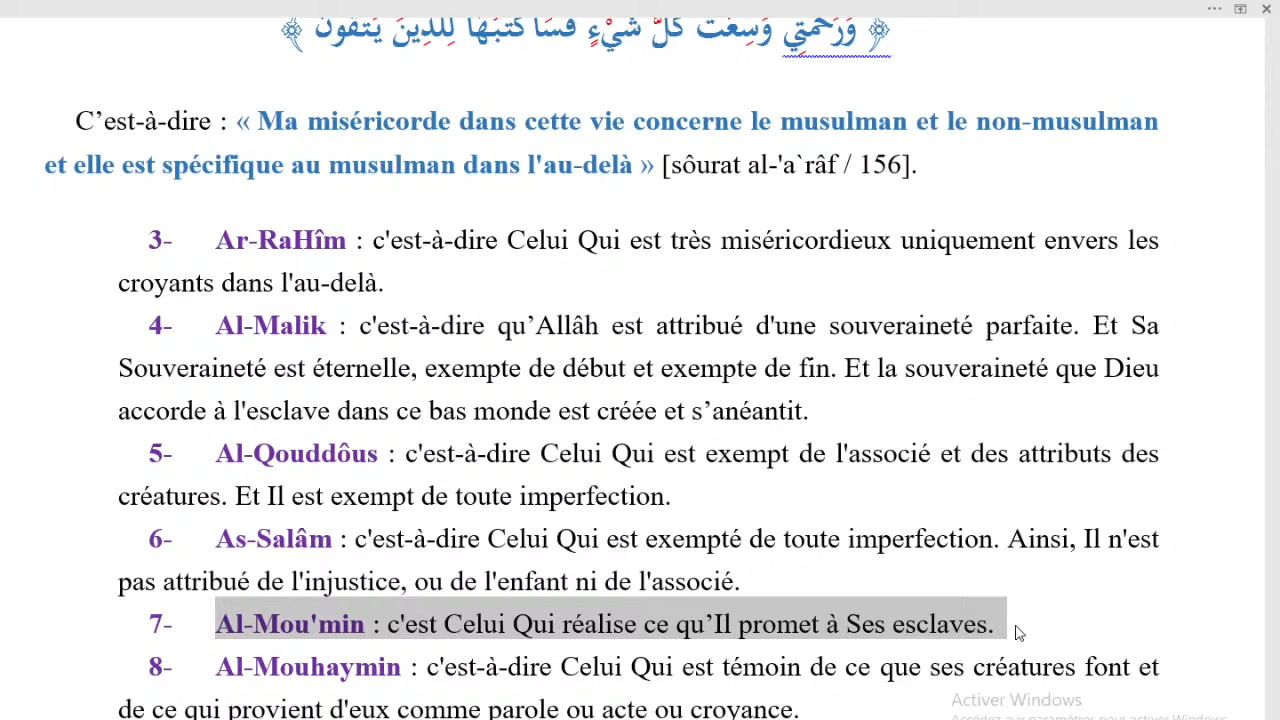 ﴿ وَرَحْمَتِي وَسِعَتْ كُلَّ شَيْءٍ فَسَأَكْتُبُهَا لِلَّذِينَ يَتَّقُونَ ﴾
C’est-à-dire : « Ma miséricorde dans cette vie concerne le musulman et le non-musulman
et elle est spécifique au musulman dans l'au-delà » [sôurat al-'a`râf / 156].
3- Ar-RaHîm : c'est-à-dire Celui Qui est très miséricordieux uniquement envers les
croyants dans l'au-delà.
4- Al-Malik : c'est-à-dire qu’Allâh est attribué d'une souveraineté parfaite. Et Sa
Souveraineté est éternelle, exempte de début et exempte de fin. Et la souveraineté que Dieu
accorde à l'esclave dans ce bas monde est créée et s’anéantit.
5- Al-Qouddôus : c'est-à-dire Celui Qui est exempt de l'associé et des attributs des
créatures. Et Il est exempt de toute imperfection.
6- As-Salâm : c'est-à-dire Celui Qui est exempté de toute imperfection. Ainsi, Il n'est
pas attribué de l'injustice, ou de l'enfant ni de l'associé.
7- Al-Mou'min : c'est Celui Qui réalise ce qu’Il promet à Ses esclaves.
8- Al-Mouhaymin : c'est-à-dire Celui Qui est témoin de ce que ses créatures font et
de ce qui provient d'eux comme parole ou acte ou croyance.
Activer Windows